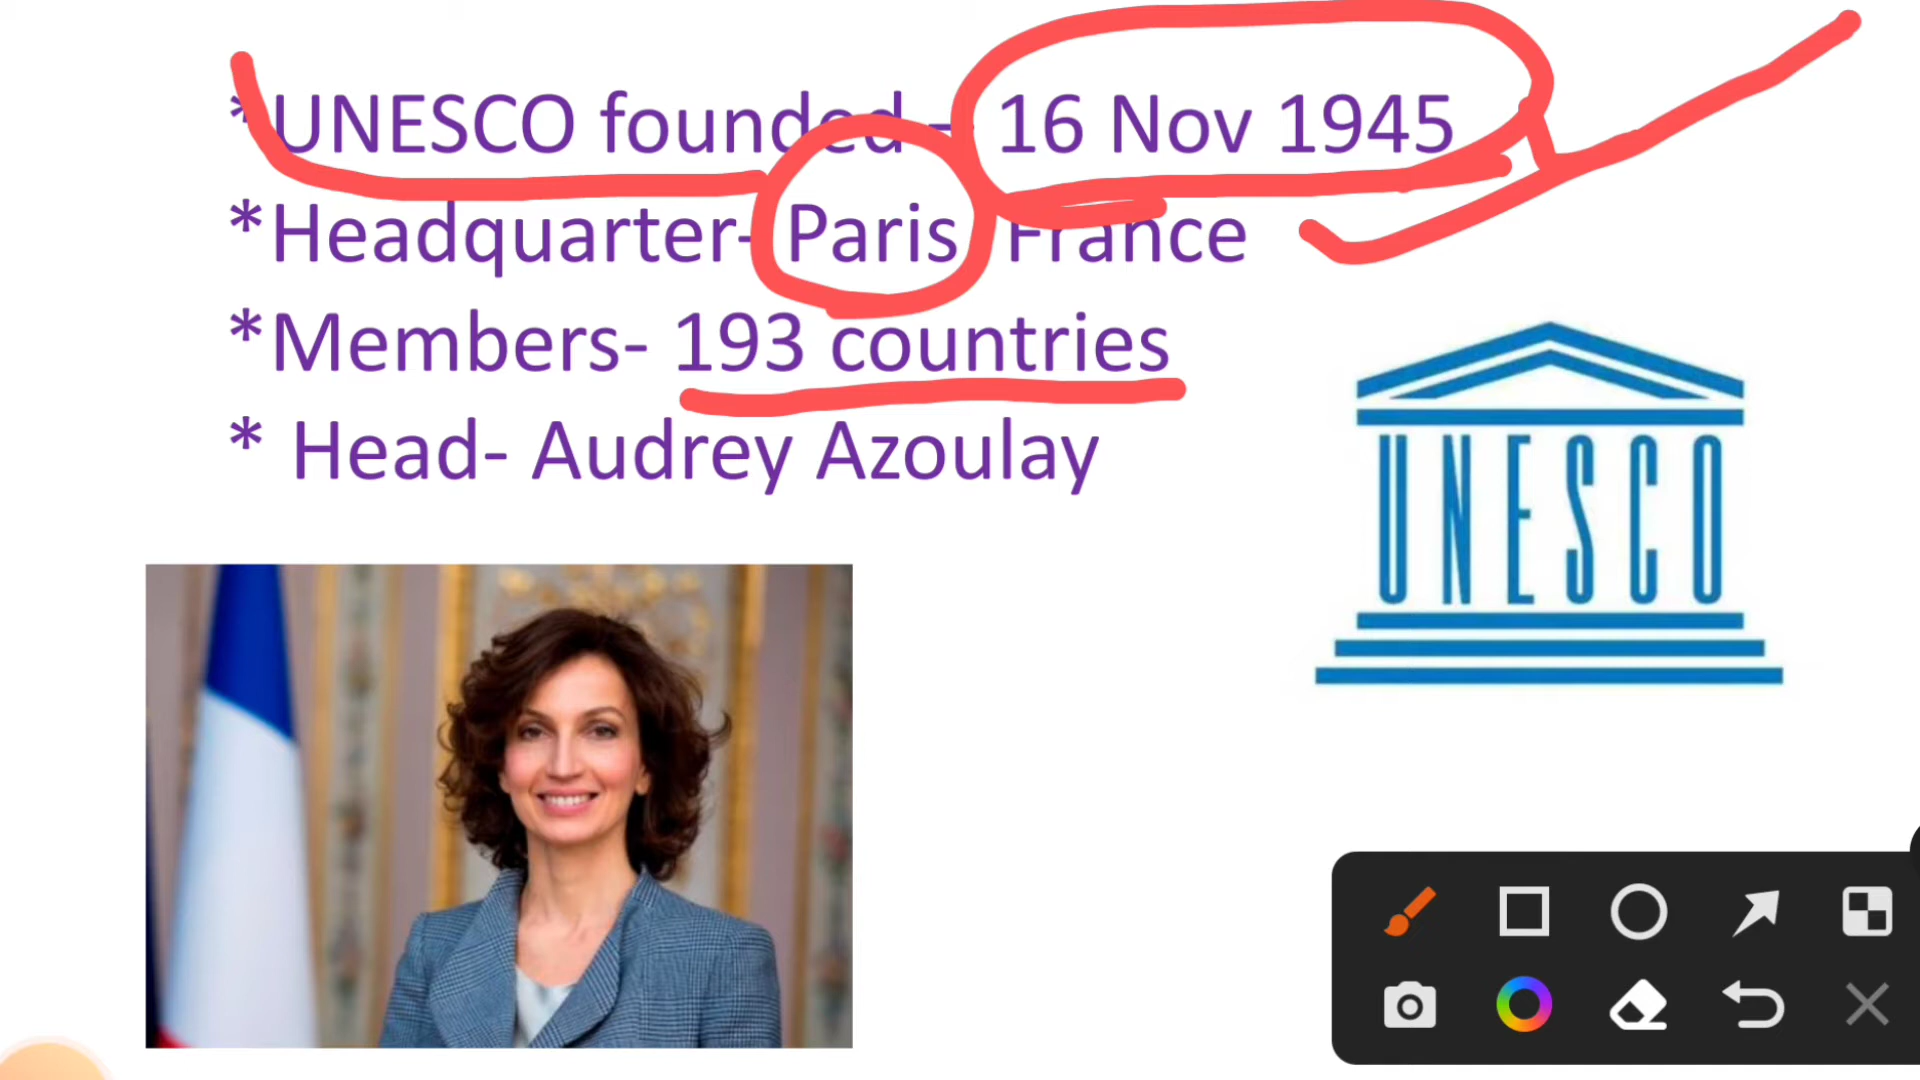 *UNESCO founded - 16 Nov 1945
*Headquarter- Paris France
*Members- 193 countries
* Head- Audrey Azoulay
UNESCO